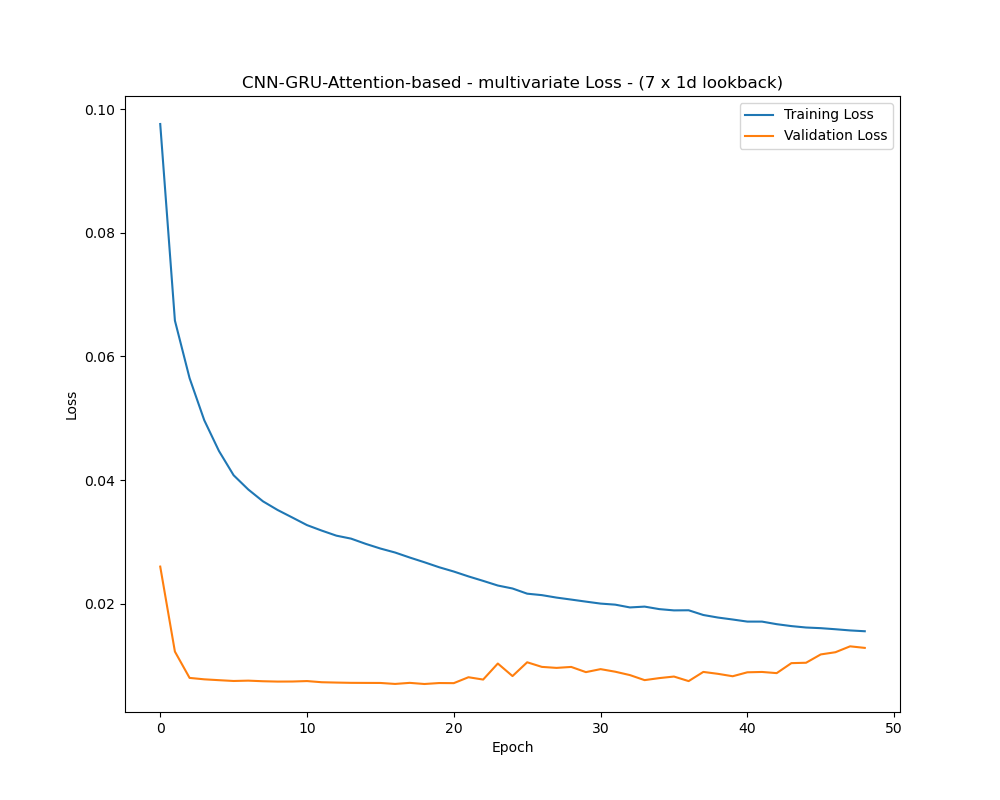 CNN-GRU-Attention-based - multivariate Loss - (7 x 1d lookback)
Training Loss
Validation Loss
0.10
0.08
0.06
0.04
0.02
Loss
0 10 20 30 40 50
Epoch